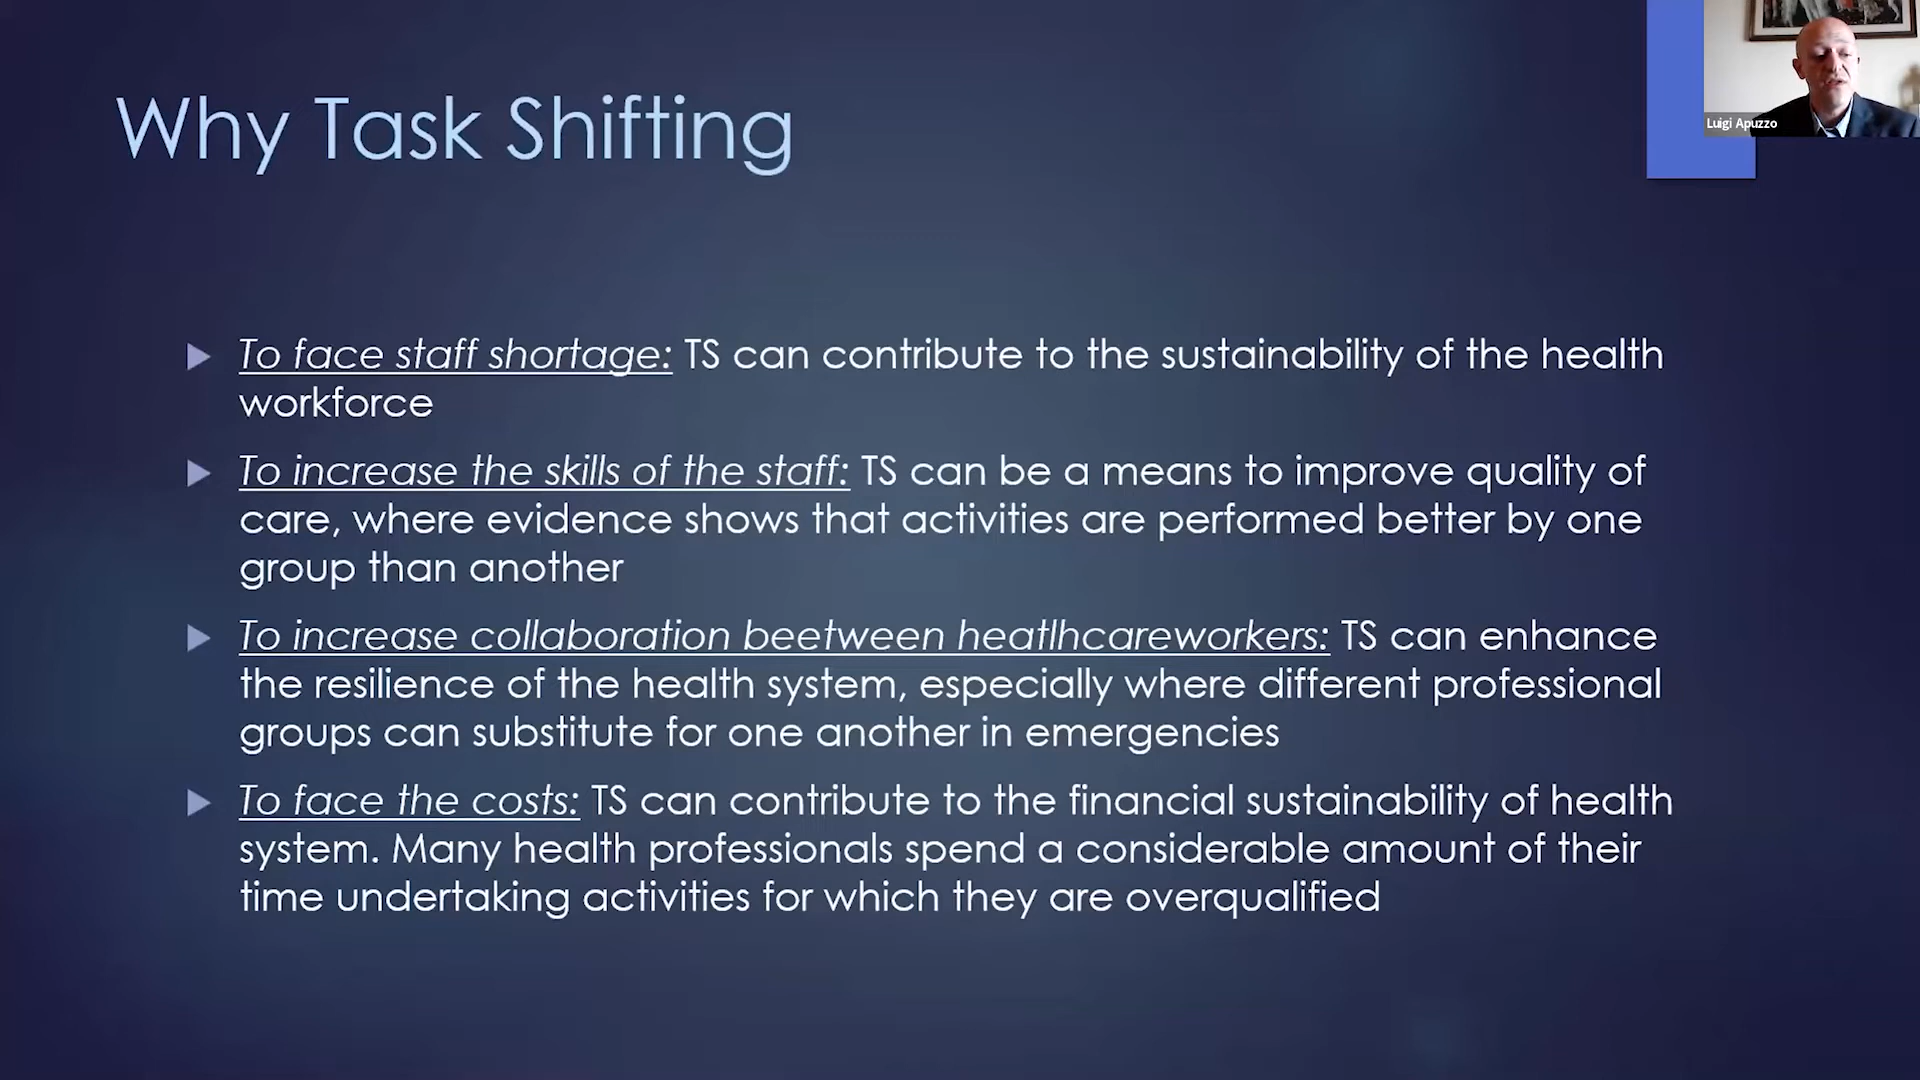 Why Task Shifting
Luigi Apuzzo
To face staff shortage: TS can contribute to the sustainability of the health
workforce
To increase the skills of the staff: TS can be a means to improve quality of
care, where evidence shows that activities are performed better by one
group than another
To increase collaboration beetween heatlhcareworkers: TS can enhance
the resilience of the health system, especially where different professional
groups can substitute for one another in emergencies
To face the costs: TS can contribute to the financial sustainability of health
system. Many health professionals spend a considerable amount of their
time undertaking activities for which they are overqualified